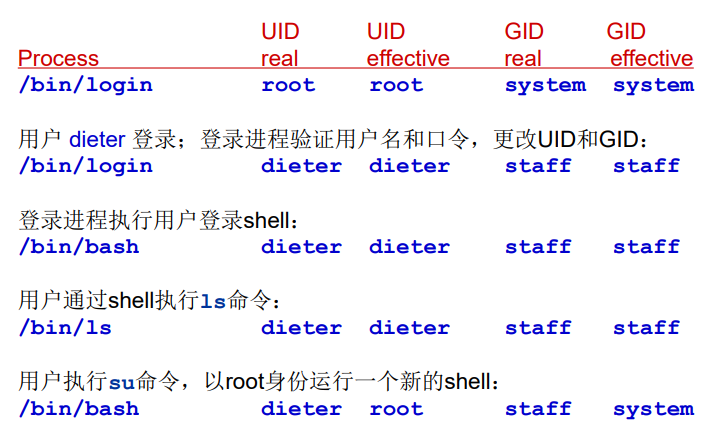 UID UID GID GID
Process real effective real effective
/bin/login root root system system
用户 dieter 登录；登录进程验证用户名和口令，更改UID和GID：
/bin/login dieter dieter staff staff
登录进程执行用户登录shell：
/bin/bash dieter dieter staff staff
用户通过shell执行ls命令：
/bin/ls dieter dieter staff staff
用户执行su命令，以root身份运行一个新的shell：
/bin/bash dieter root staff system